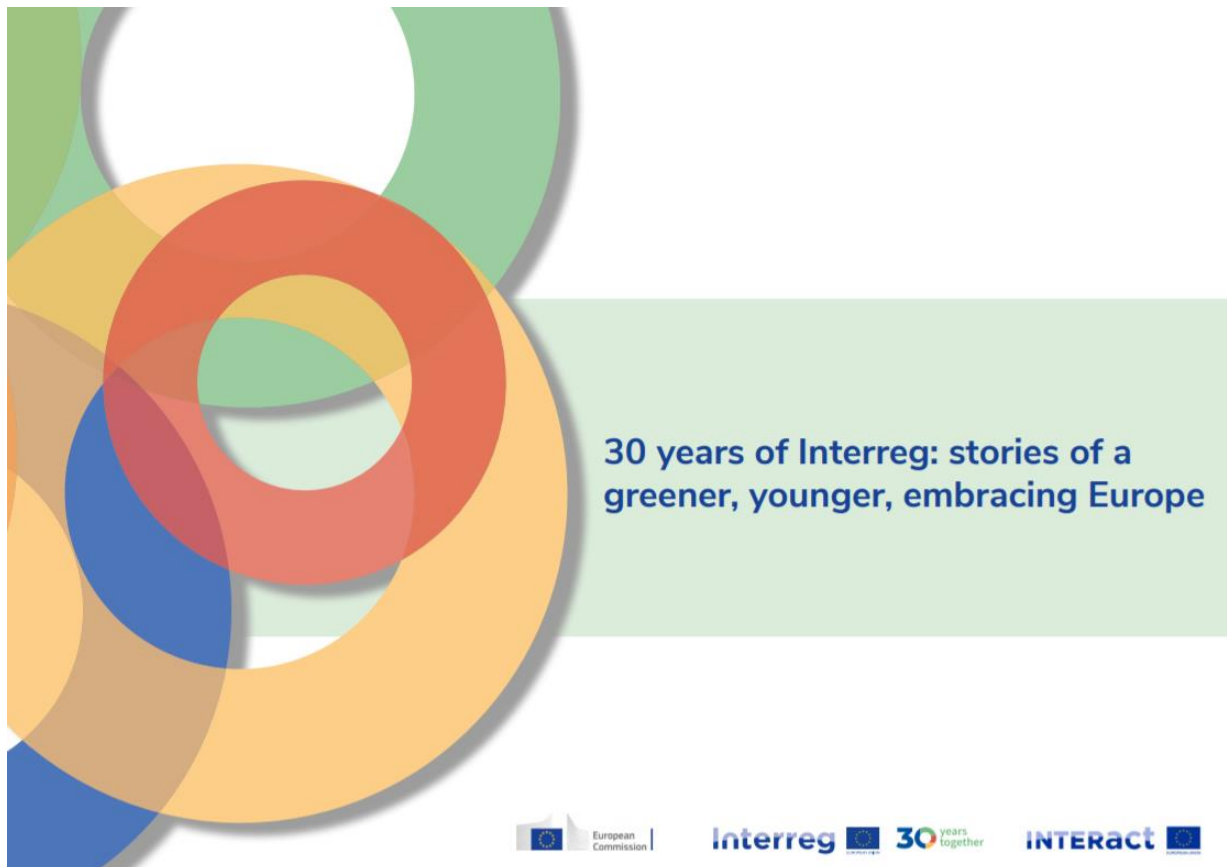 30 years of Interreg: stories of a
greener, younger, embracing Europe
European
Commission
Interreg
30 years
together
INTERACT